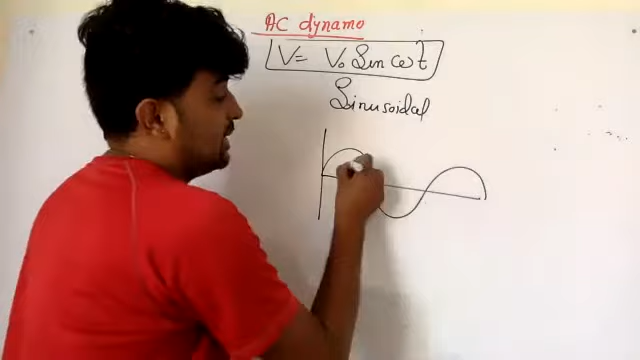 AC dynamo
V = V₀ Sin ωt
Sinusoidal